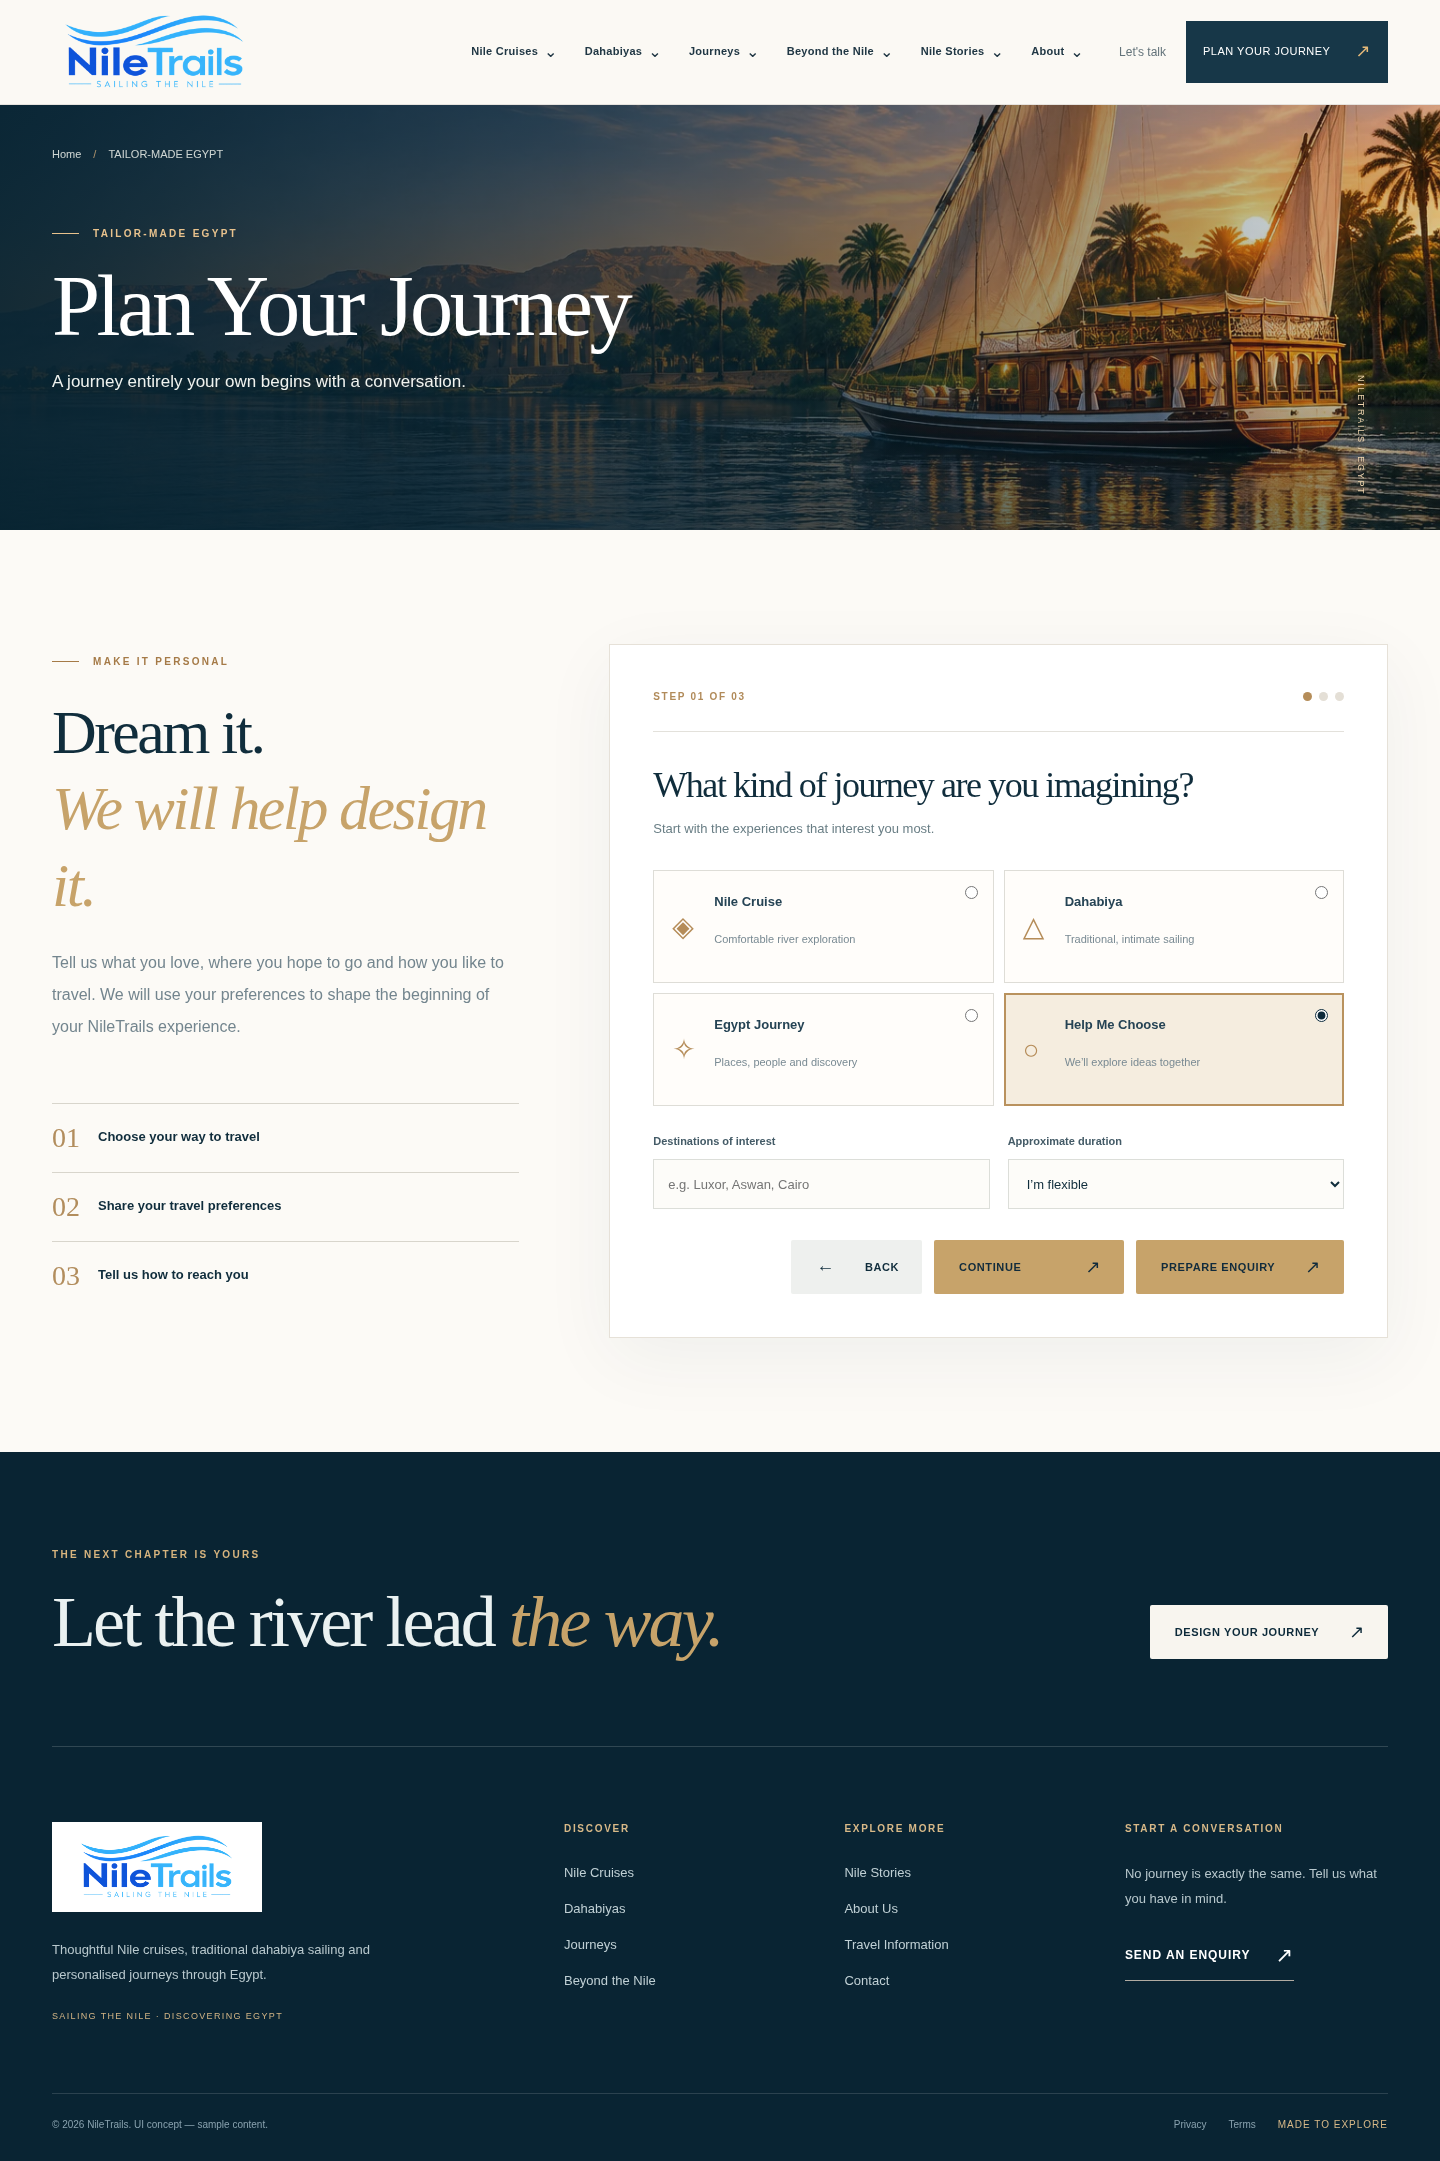 NileTrails
SAILING THE NILE
Nile Cruises Dahabiyas Journeys Beyond the Nile Nile Stories About Let's talk PLAN YOUR JOURNEY ↗
Home / TAILOR-MADE EGYPT
TAILOR-MADE EGYPT
Plan Your Journey
A journey entirely your own begins with a conversation.
NILETRAILS / EGYPT
MAKE IT PERSONAL
Dream it.
We will help design
it.
Tell us what you love, where you hope to go and how you like to
travel. We will use your preferences to shape the beginning of
your NileTrails experience.
01 Choose your way to travel
02 Share your travel preferences
03 Tell us how to reach you
STEP 01 OF 03
What kind of journey are you imagining?
Start with the experiences that interest you most.
Nile Cruise
Comfortable river exploration
Dahabiya
Traditional, intimate sailing
Egypt Journey
Places, people and discovery
Help Me Choose
We'll explore ideas together
Destinations of interest
e.g. Luxor, Aswan, Cairo
Approximate duration
I'm flexible
← BACK
CONTINUE ↗
PREPARE ENQUIRY ↗
THE NEXT CHAPTER IS YOURS
Let the river lead the way.
DESIGN YOUR JOURNEY ↗
NileTrails
SAILING THE NILE
Thoughtful Nile cruises, traditional dahabiya sailing and
personalised journeys through Egypt.
SAILING THE NILE · DISCOVERING EGYPT
DISCOVER
Nile Cruises
Dahabiyas
Journeys
Beyond the Nile
EXPLORE MORE
Nile Stories
About Us
Travel Information
Contact
START A CONVERSATION
No journey is exactly the same. Tell us what
you have in mind.
SEND AN ENQUIRY ↗
© 2026 NileTrails. UI concept — sample content.
Privacy Terms MADE TO EXPLORE